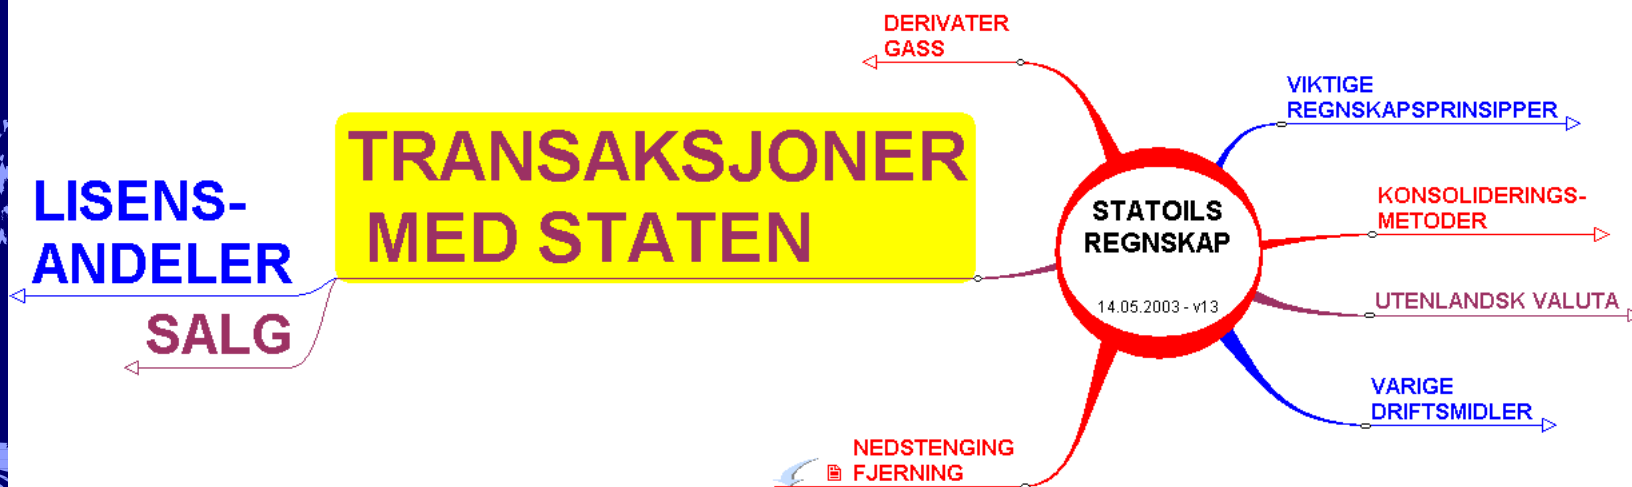 DERIVATER
GASS
TRANSAKSJONER
MED STATEN
LISENS-
ANDELER
SALG
NEDSTENGING
FJERNING
STATOILS
REGNSKAP
14.05.2003 - v13
VIKTIGE
REGNSKAPSPRINSIPPER
KONSOLIDERINGS-
METODER
UTENLANDSK VALUTA
VARIGE
DRIFTSMIDLER